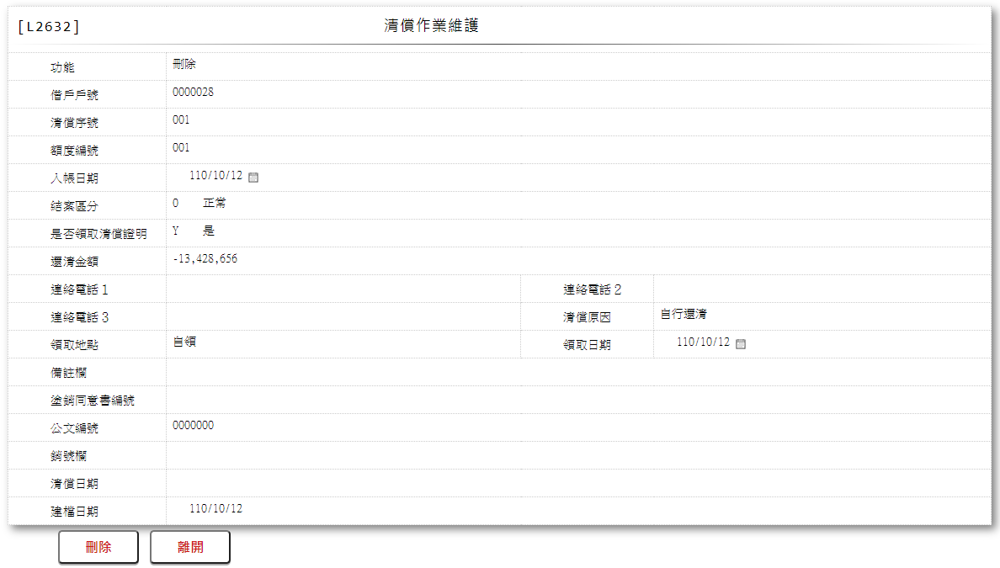 [L2632] 清償作業維護
功能 刪除
借戶戶號 0000028
清償序號 001
額度編號 001
入帳日期 110/10/12
結案區分 0 正常
是否領取清償證明 Y 是
還清金額 -13,428,656
連絡電話１ 連絡電話２
連絡電話３ 清償原因 自行還清
領取地點 自領 領取日期 110/10/12
備註欄
塗銷同意書編號
公文編號 0000000
銷號欄
清償日期
建檔日期 110/10/12
刪除 離開